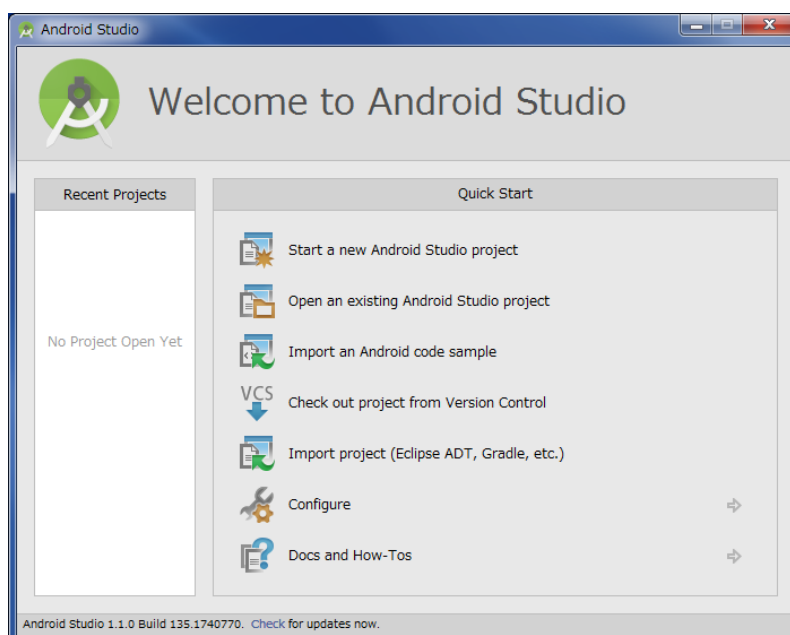 Android Studio
Welcome to Android Studio
Recent Projects
No Project Open Yet
Quick Start
Start a new Android Studio project
Open an existing Android Studio project
Import an Android code sample
VCS
Check out project from Version Control
Import project (Eclipse ADT, Gradle, etc.)
Configure
Docs and How-Tos
Android Studio 1.1.0 Build 135.1740770. Check for updates now.